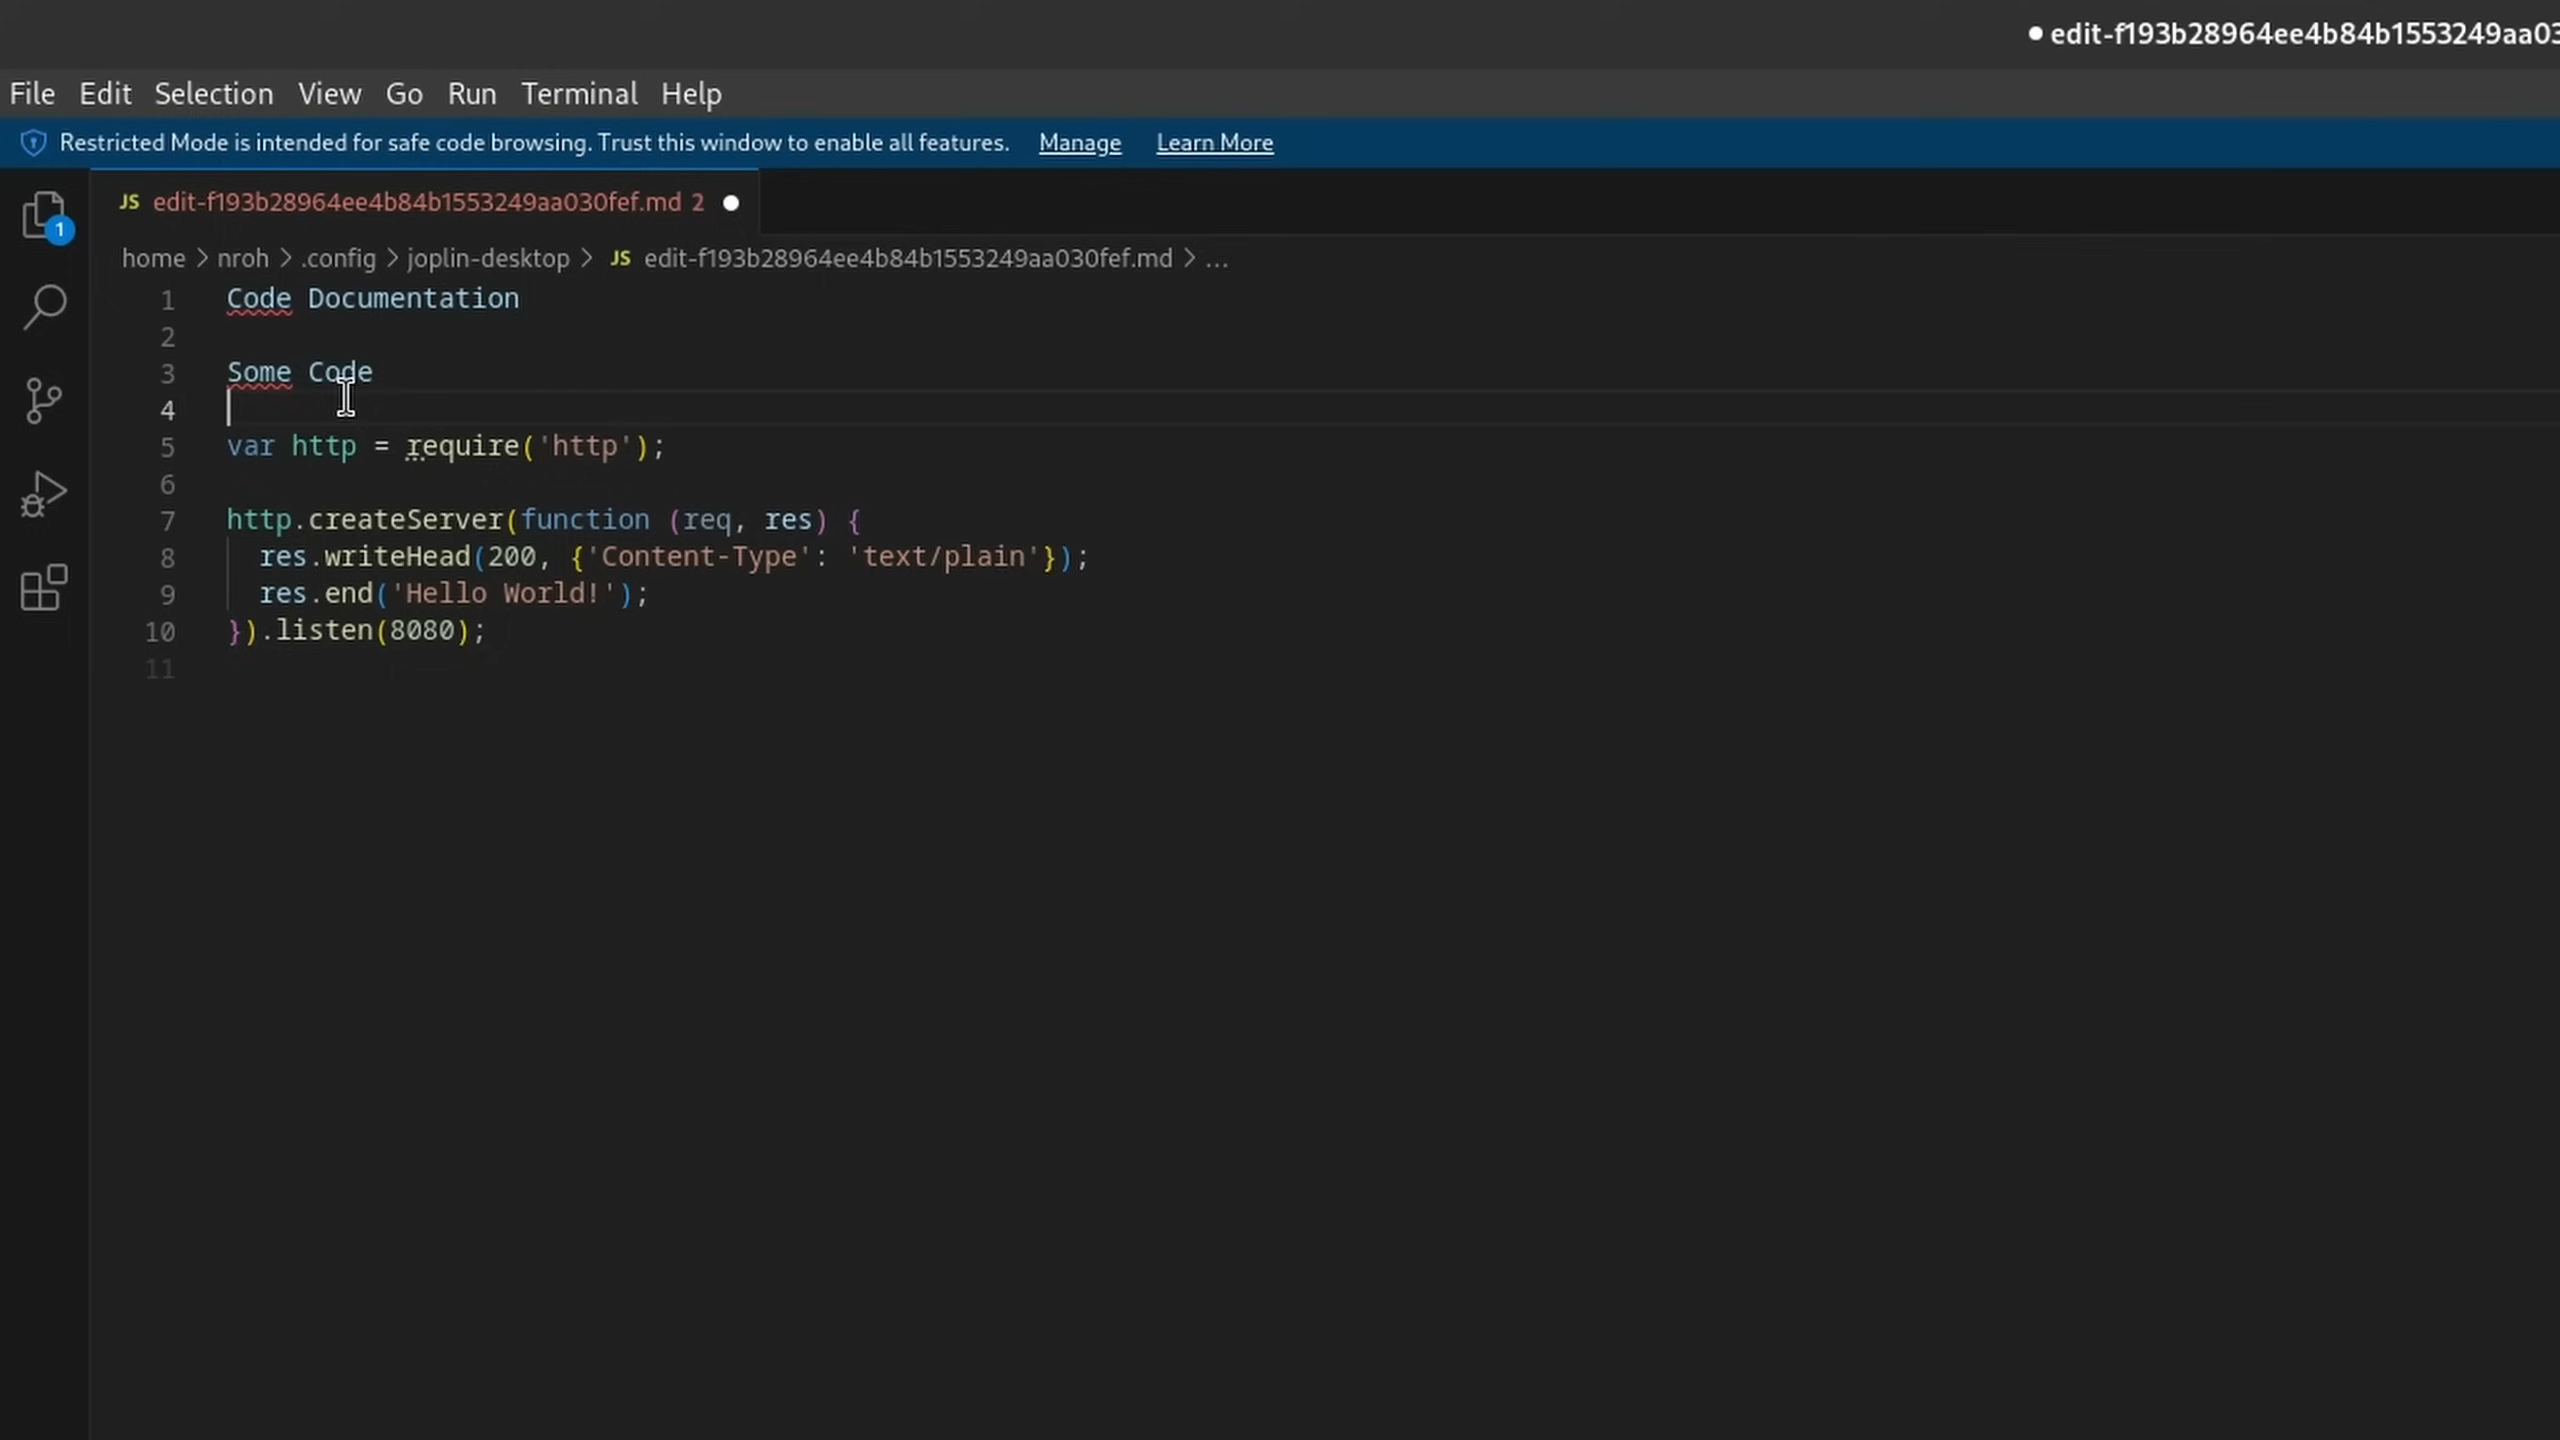 ● edit-f193b28964ee4b84b1553249aa03
File Edit Selection View Go Run Terminal Help
Restricted Mode is intended for safe code browsing. Trust this window to enable all features. Manage Learn More
JS edit-f193b28964ee4b84b1553249aa030fef.md 2 ●
1
home > nroh > .config > joplin-desktop > JS edit-f193b28964ee4b84b1553249aa030fef.md > ...
1 Code Documentation
2
3 Some Code
4
5 var http = require('http');
6
7 http.createServer(function (req, res) {
8   res.writeHead(200, {'Content-Type': 'text/plain'});
9   res.end('Hello World!');
10 }).listen(8080);
11